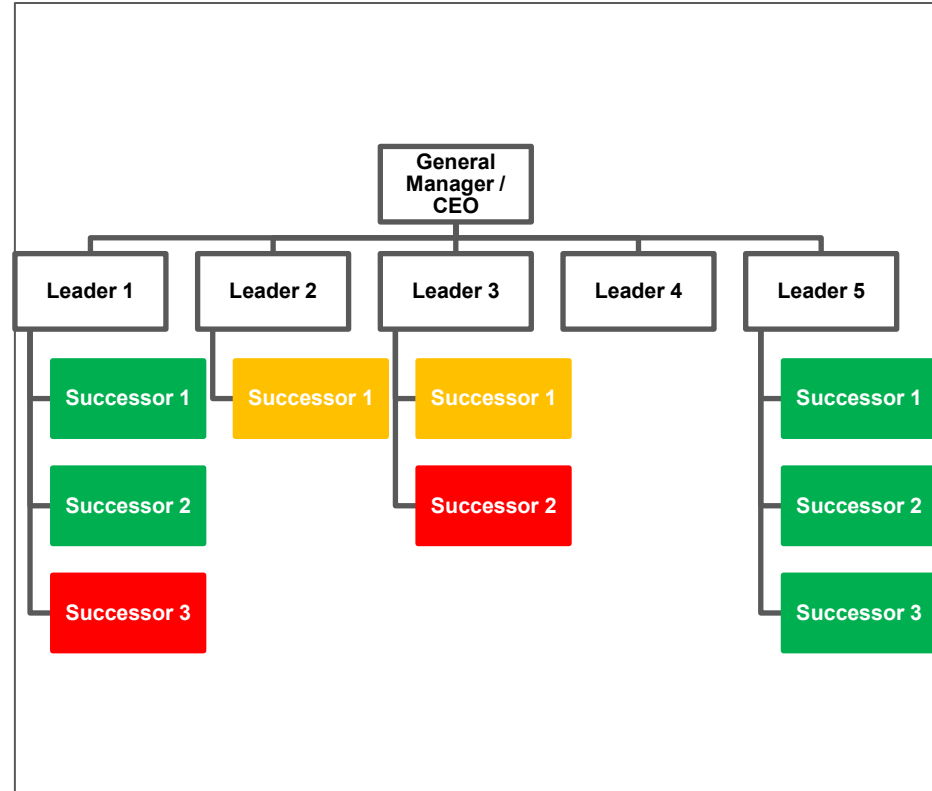 General
Manager /
CEO
Leader 1
Leader 2
Leader 3
Leader 4
Leader 5
Successor 1
Successor 1
Successor 1
Successor 1
Successor 2
Successor 2
Successor 2
Successor 3
Successor 3